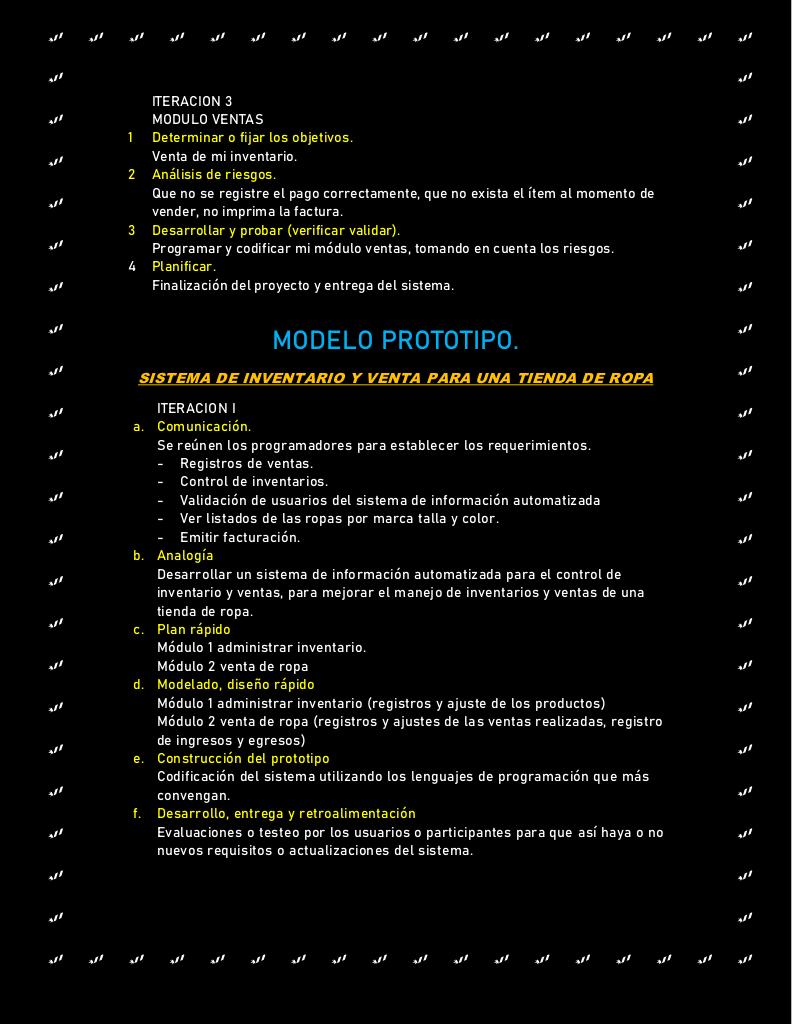 ITERACION 3
MODULO VENTAS
1 Determinar o fijar los objetivos.
Venta de mi inventario.
2 Análisis de riesgos.
Que no se registre el pago correctamente, que no exista el ítem al momento de
vender, no imprima la factura.
3 Desarrollar y probar (verificar validar).
Programar y codificar mi módulo ventas, tomando en cuenta los riesgos.
4 Planificar.
Finalización del proyecto y entrega del sistema.
MODELO PROTOTIPO.
SISTEMA DE INVENTARIO Y VENTA PARA UNA TIENDA DE ROPA
ITERACION I
a. Comunicación.
Se reúnen los programadores para establecer los requerimientos.
- Registros de ventas.
- Control de inventarios.
- Validación de usuarios del sistema de información automatizada
- Ver listados de las ropas por marca talla y color.
- Emitir facturación.
b. Analogía
Desarrollar un sistema de información automatizada para el control de
inventario y ventas, para mejorar el manejo de inventarios y ventas de una
tienda de ropa.
c. Plan rápido
Módulo 1 administrar inventario.
Módulo 2 venta de ropa
d. Modelado, diseño rápido
Módulo 1 administrar inventario (registros y ajuste de los productos)
Módulo 2 venta de ropa (registros y ajustes de las ventas realizadas, registro
de ingresos y egresos)
e. Construcción del prototipo
Codificación del sistema utilizando los lenguajes de programación que más
convengan.
f. Desarrollo, entrega y retroalimentación
Evaluaciones o testeo por los usuarios o participantes para que así haya o no
nuevos requisitos o actualizaciones del sistema.